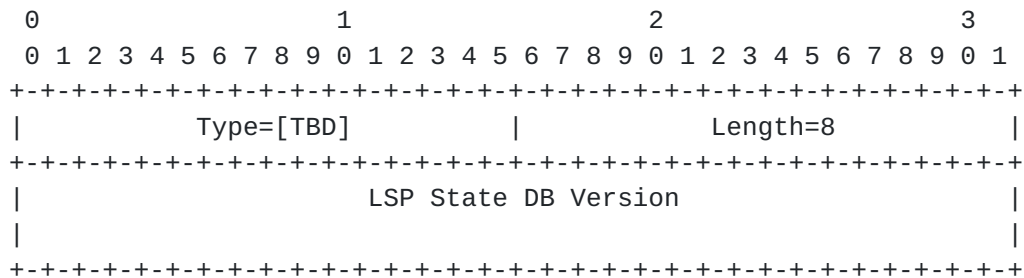 0                   1                   2                   3
 0 1 2 3 4 5 6 7 8 9 0 1 2 3 4 5 6 7 8 9 0 1 2 3 4 5 6 7 8 9 0 1
+-+-+-+-+-+-+-+-+-+-+-+-+-+-+-+-+-+-+-+-+-+-+-+-+-+-+-+-+-+-+-+-+
|           Type=[TBD]          |            Length=8           |
+-+-+-+-+-+-+-+-+-+-+-+-+-+-+-+-+-+-+-+-+-+-+-+-+-+-+-+-+-+-+-+-+
|                      LSP State DB Version                     |
|                                                               |
+-+-+-+-+-+-+-+-+-+-+-+-+-+-+-+-+-+-+-+-+-+-+-+-+-+-+-+-+-+-+-+-+